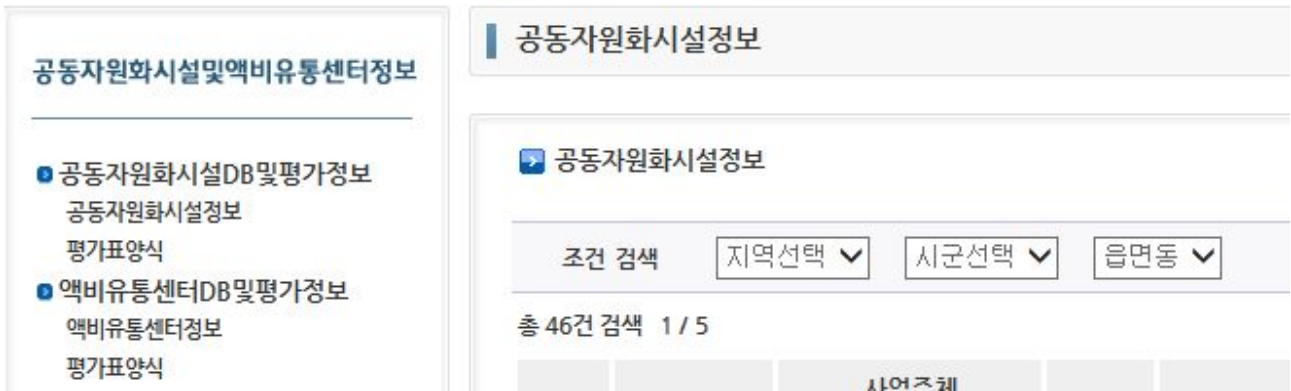 공동자원화시설및액비유통센터정보
공동자원화시설DB및평가정보
공동자원화시설정보
평가표양식
액비유통센터DB및평가정보
액비유통센터정보
평가표양식
공동자원화시설정보
공동자원화시설정보
조건 검색 지역선택 시군선택 읍면동
총 46건 검색 1 / 5
사업주체